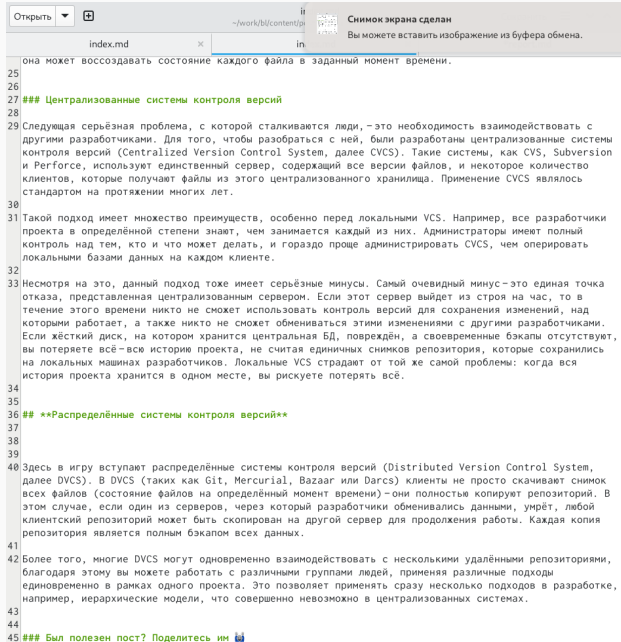 Открыть
~/work/bl/content/p
Снимок экрана сделан
Вы можете вставить изображение из буфера обмена.
index.md ×
in
она может воссоздавать состояние каждого файла в заданный момент времени.
25
26
27 ### Централизованные системы контроля версий
28
29 Следующая серьёзная проблема, с которой сталкиваются люди, – это необходимость взаимодействовать с
другими разработчиками. Для того, чтобы разобраться с ней, были разработаны централизованные системы
контроля версий (Centralized Version Control System, далее CVCS). Такие системы, как CVS, Subversion
и Perforce, используют единственный сервер, содержащий все версии файлов, и некоторое количество
клиентов, которые получают файлы из этого централизованного хранилища. Применение CVCS являлось
стандартом на протяжении многих лет.
30
31 Такой подход имеет множество преимуществ, особенно перед локальными VCS. Например, все разработчики
проекта в определённой степени знают, чем занимается каждый из них. Администраторы имеют полный
контроль над тем, кто и что может делать, и гораздо проще администрировать CVCS, чем оперировать
локальными базами данных на каждом клиенте.
32
33 Несмотря на это, данный подход тоже имеет серьёзные минусы. Самый очевидный минус – это единая точка
отказа, представленная централизованным сервером. Если этот сервер выйдет из строя на час, то в
течение этого времени никто не сможет использовать контроль версий для сохранения изменений, над
которыми работает, а также никто не сможет обмениваться этими изменениями с другими разработчиками.
Если жёсткий диск, на котором хранится центральная БД, повреждён, а своевременные бэкапы отсутствуют,
вы потеряете всё – всю историю проекта, не считая единичных снимков репозитория, которые сохранились
на локальных машинах разработчиков. Локальные VCS страдают от той же самой проблемы: когда вся
история проекта хранится в одном месте, вы рискуете потерять всё.
34
35
36 ## **Распределённые системы контроля версий**
37
38
39
40 Здесь в игру вступают распределённые системы контроля версий (Distributed Version Control System,
далее DVCS). В DVCS (таких как Git, Mercurial, Bazaar или Darcs) клиенты не просто скачивают снимок
всех файлов (состояние файлов на определённый момент времени) – они полностью копируют репозиторий. В
этом случае, если один из серверов, через который разработчики обменивались данными, умрёт, любой
клиентский репозиторий может быть скопирован на другой сервер для продолжения работы. Каждая копия
репозитория является полным бэкапом всех данных.
41
42 Более того, многие DVCS могут одновременно взаимодействовать с несколькими удалёнными репозиториями,
благодаря этому вы можете работать с различными группами людей, применяя различные подходы
единовременно в рамках одного проекта. Это позволяет применять сразу несколько подходов в разработке,
например, иерархические модели, что совершенно невозможно в централизованных системах.
43
44
45 ### Был полезен пост? Поделитесь им